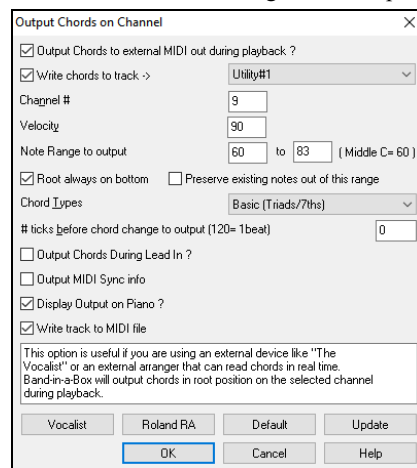 Output Chords on Channel
Output Chords to external MIDI out during playback ?
Write chords to track -> Utility#1
Channel # 9
Velocity 90
Note Range to output 60 to 83 ( Middle C= 60 )
Root always on bottom Preserve existing notes out of this range
Chord Types Basic (Triads/7ths)
# ticks before chord change to output (120= 1beat) 0
Output Chords During Lead In ?
Output MIDI Sync info
Display Output on Piano ?
Write track to MIDI file
This option is useful if you are using an external device like "The
Vocalist" or an external arranger that can read chords in real time.
Band-in-a-Box will output chords in root position on the selected channel
during playback.
Vocalist Roland RA Default Update
OK Cancel Help